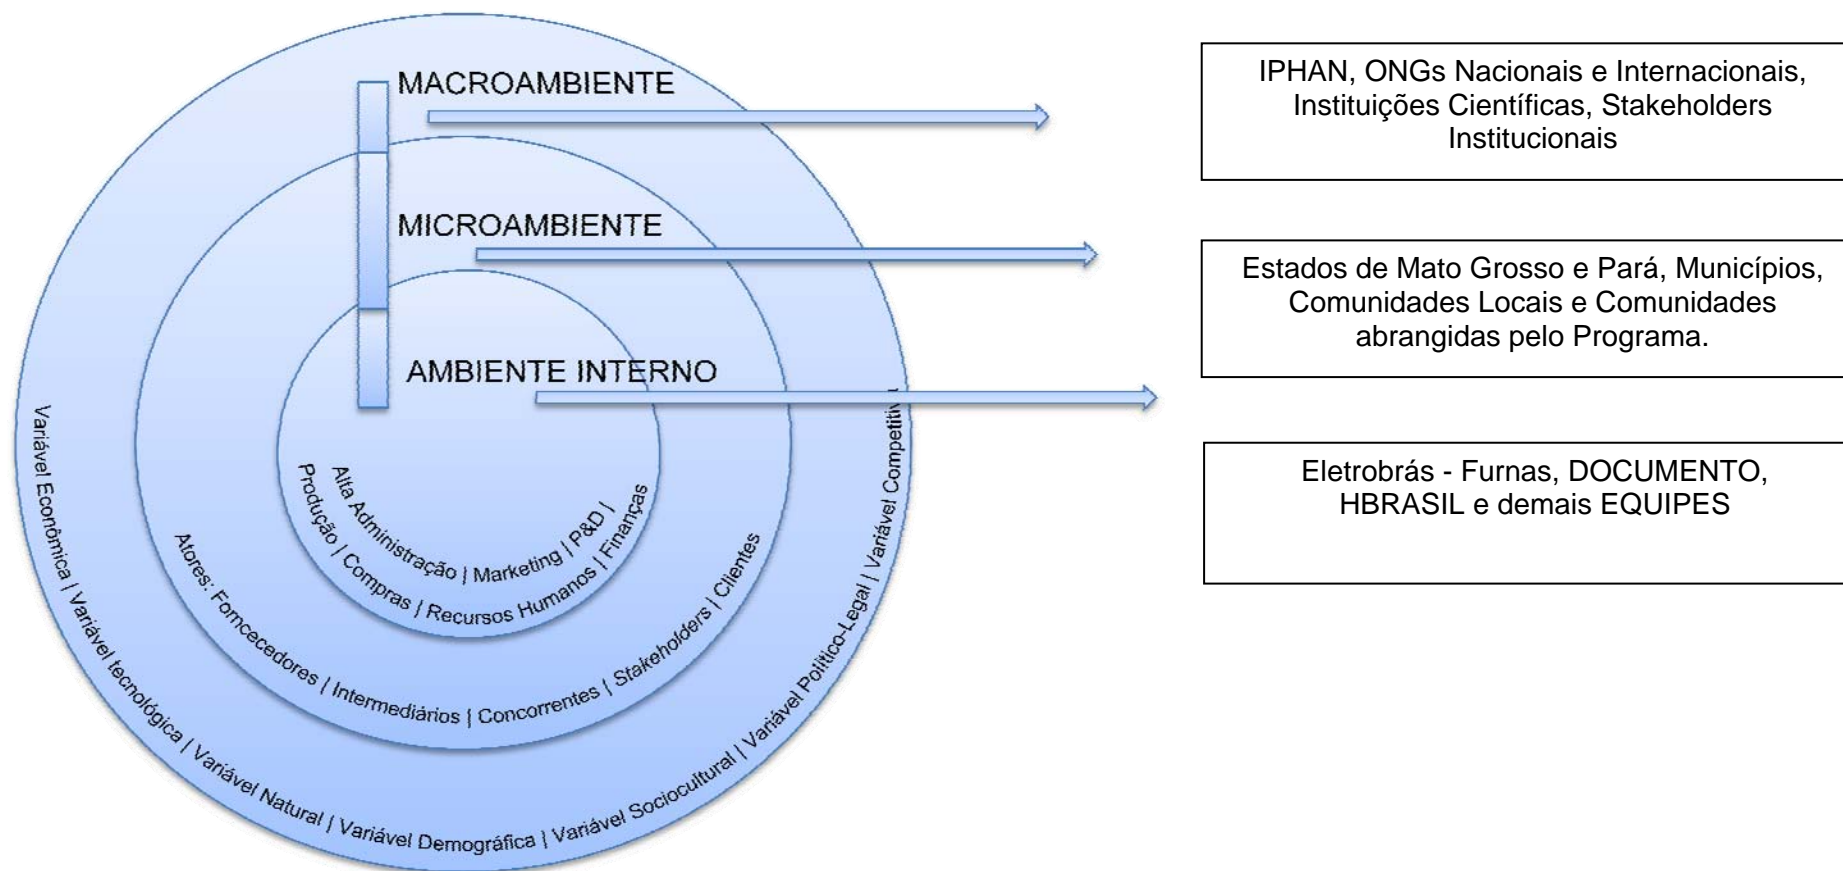 MACROAMBIENTE
IPHAN, ONGs Nacionais e Internacionais,
Instituições Científicas, Stakeholders
Institucionais
MICROAMBIENTE
Estados de Mato Grosso e Pará, Municípios,
Comunidades Locais e Comunidades
abrangidas pelo Programa.
AMBIENTE INTERNO
Eletrobrás - Furnas, DOCUMENTO,
HBRASIL e demais EQUIPES
Alta Administração | Marketing | P&D |
Produção | Compras | Recursos Humanos | Finanças
Atores: Forncecedores | Intermediários | Concorrentes | Stakeholders | Clientes
Variável Econômica | Variável tecnológica | Variável Natural | Variável Demográfica | Variável Sociocultural | Variável Político-Legal | Variável Competitiva